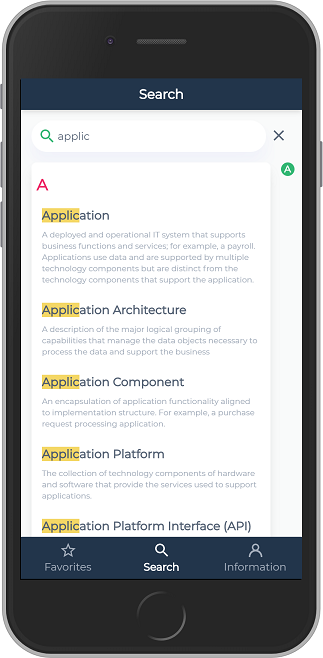 Search
applic
A
A
Application
A deployed and operational IT system that supports
business functions and services; for example, a payroll.
Applications use data and are supported by multiple
technology components but are distinct from the
technology components that support the application.
Application Architecture
A description of the major logical grouping of
capabilities that manage the data objects necessary to
process the data and support the business
Application Component
An encapsulation of application functionality aligned
to implementation structure. For example, a purchase
request processing application.
Application Platform
The collection of technology components of hardware
and software that provide the services used to support
applications.
Application Platform Interface (API)
Favorites
Search
Information